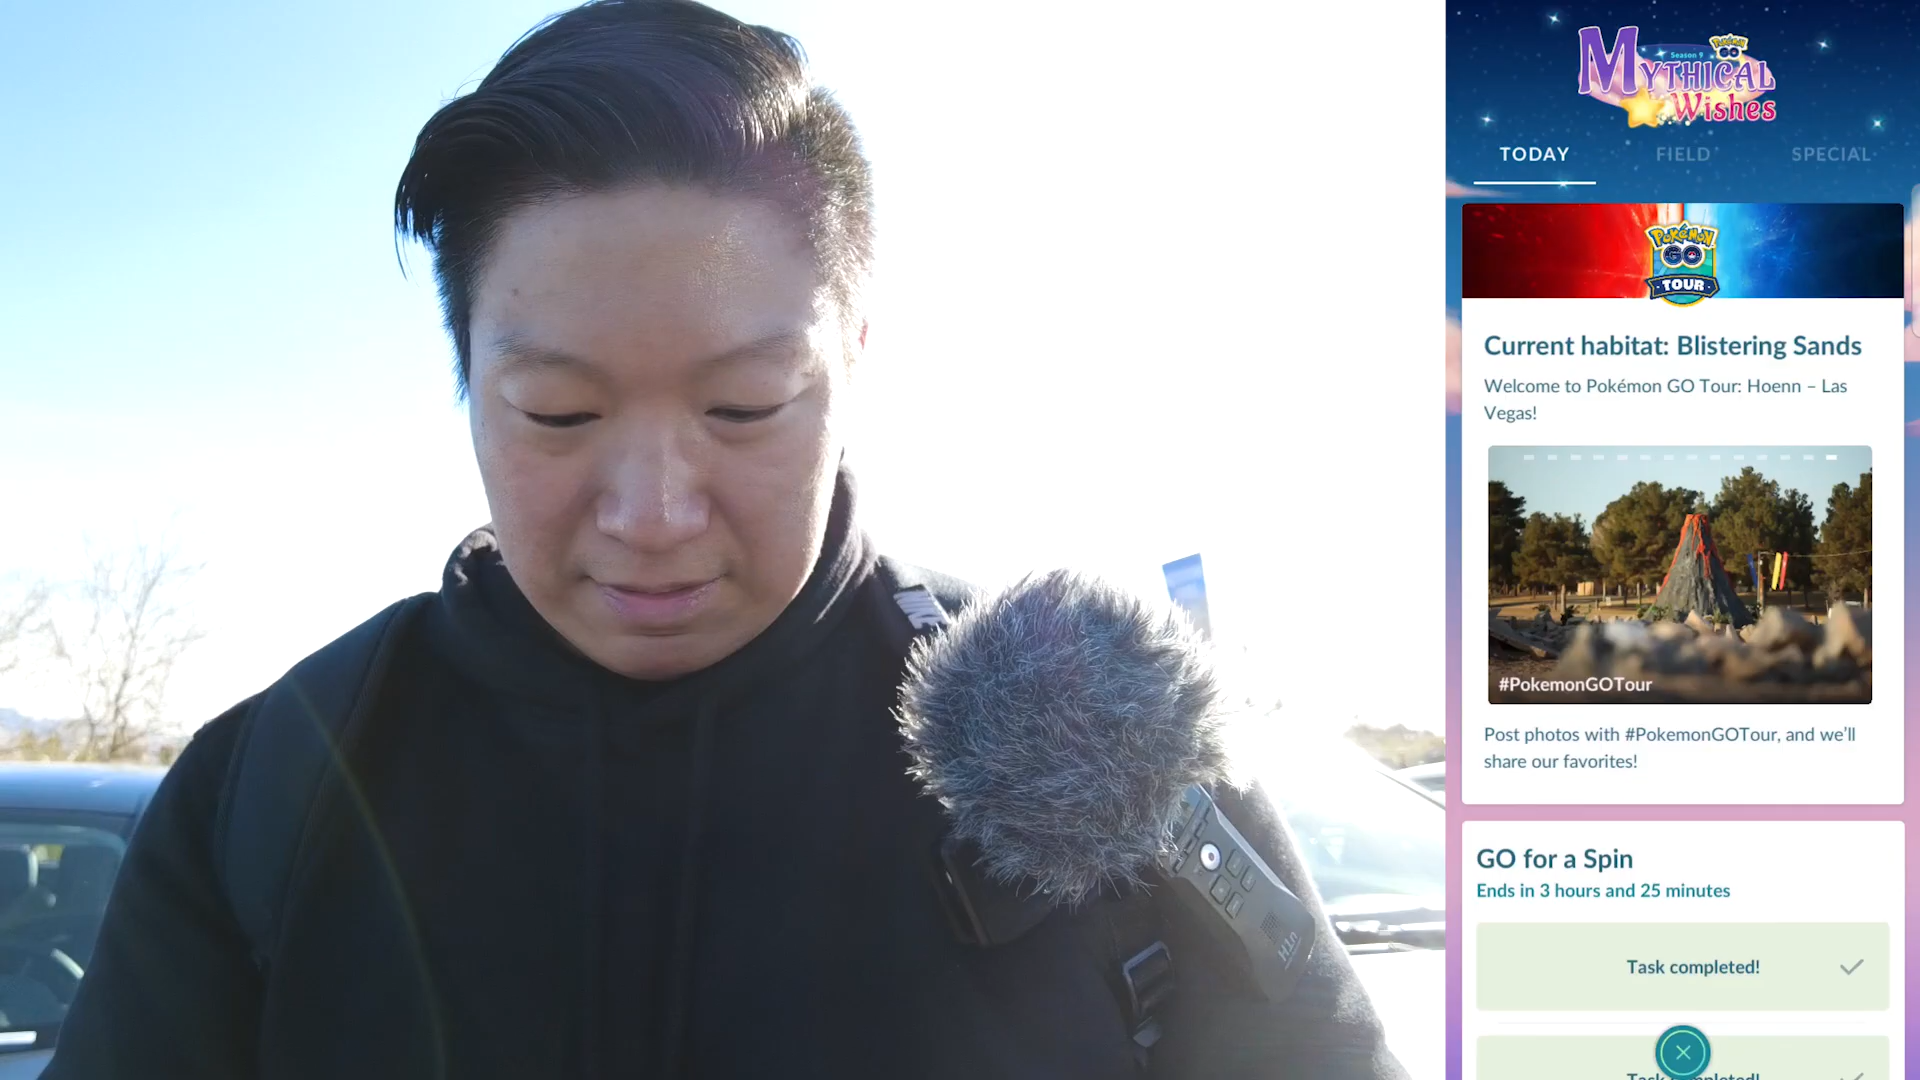 Season 9
Pokémon GO
Mythical
Wishes
TODAY
FIELD
SPECIAL
POKéMON
GO
TOUR
Current habitat: Blistering Sands
Welcome to Pokémon GO Tour: Hoenn – Las
Vegas!
#PokemonGOTour
Post photos with #PokemonGOTour, and we'll
share our favorites!
GO for a Spin
Ends in 3 hours and 25 minutes
Task completed!
H1n